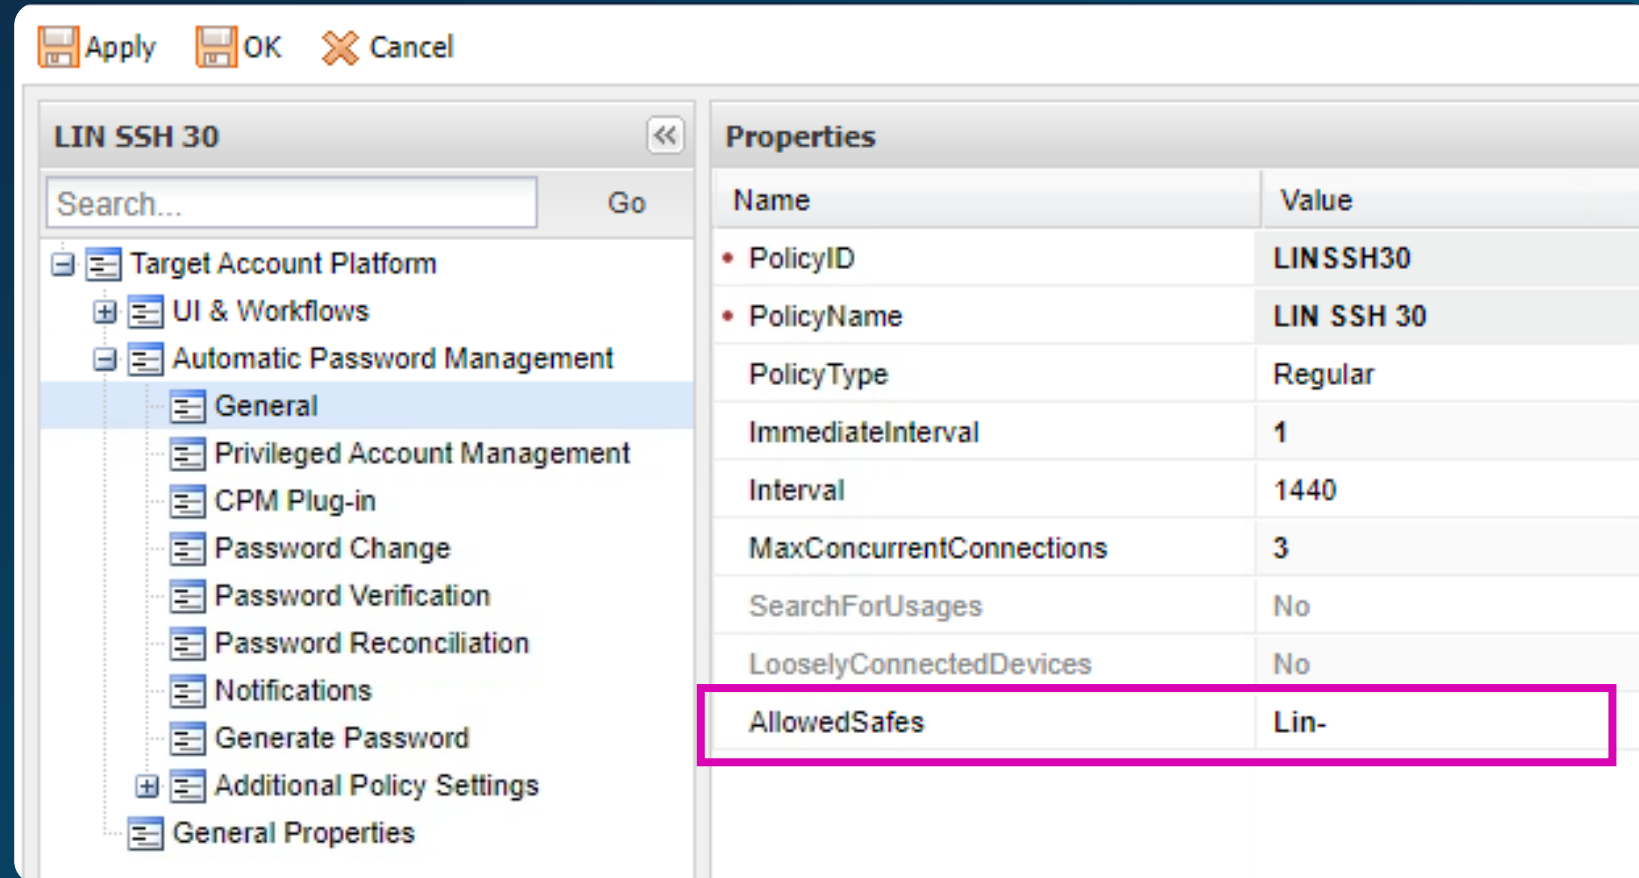 Apply OK Cancel
LIN SSH 30
Search... Go
Target Account Platform
UI & Workflows
Automatic Password Management
General
Privileged Account Management
CPM Plug-in
Password Change
Password Verification
Password Reconciliation
Notifications
Generate Password
Additional Policy Settings
General Properties
Properties
Name Value
PolicyID LINSSH30
PolicyName LIN SSH 30
PolicyType Regular
ImmediateInterval 1
Interval 1440
MaxConcurrentConnections 3
SearchForUsages No
LooselyConnectedDevices No
AllowedSafes Lin-